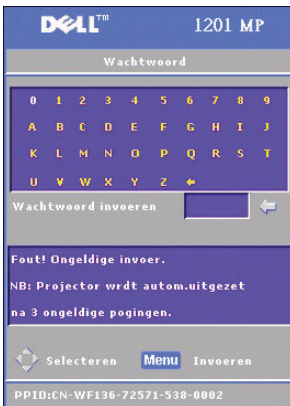 DELL™ 1201 MP
Wachtwoord
0 1 2 3 4 5 6 7 8 9
A B C D E F G H I J
K L M N O P Q R S T
U V W X Y Z ←
Wachtwoord invoeren
Fout! Ongeldige invoer.
NB: Projector wrdt autom.uitgezet
na 3 ongeldige pogingen.
Selecteren Menu Invoeren
PPID:CN-WF136-72571-538-0002